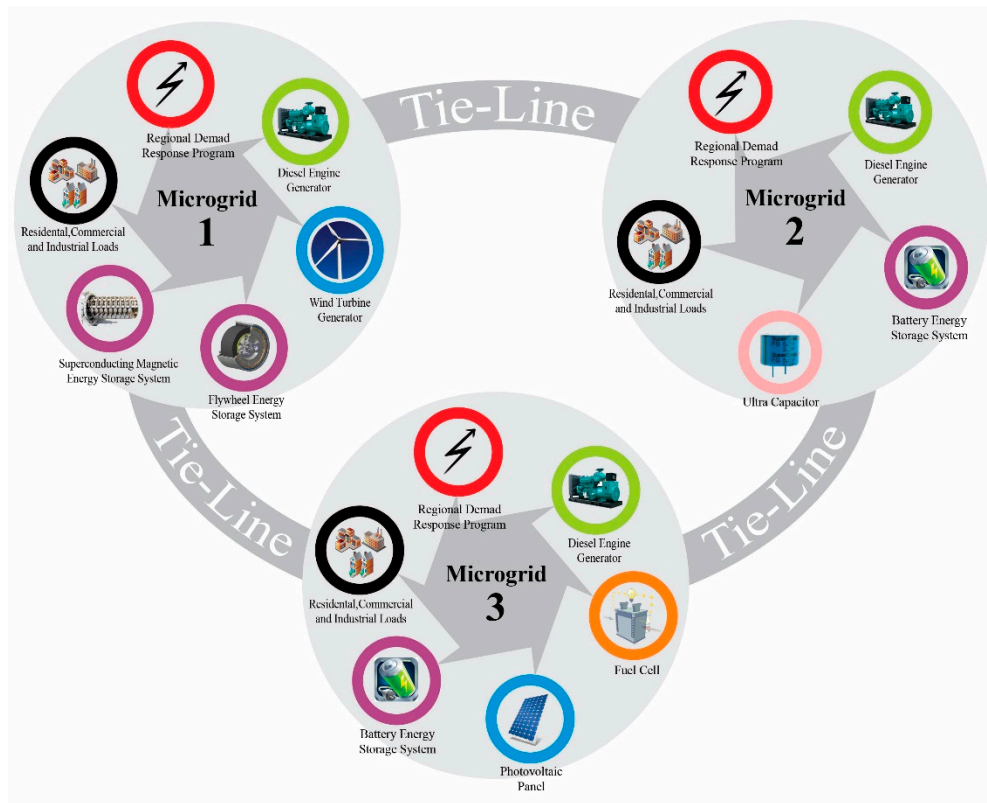 Tie-Line
Regional Demad
Response Program
Diesel Engine
Generator
Residental,Commercial
and Industrial Loads
Microgrid
1
Wind Turbine
Generator
Superconducting Magnetic
Energy Storage System
Flywheel Energy
Storage System
Regional Demad
Response Program
Diesel Engine
Generator
Microgrid
2
Residental,Commercial
and Industrial Loads
Battery Energy
Storage System
Ultra Capacitor
Tie-Line
Tie-Line
Regional Demad
Response Program
Diesel Engine
Generator
Microgrid
3
Residental,Commercial
and Industrial Loads
Fuel Cell
Battery Energy
Storage System
Photovoltaic
Panel